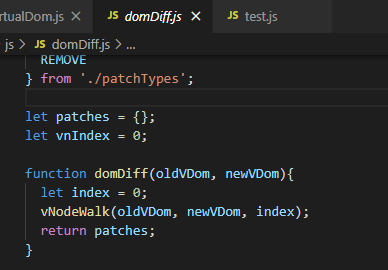 rtualDom.js JS domDiff.js × JS test.js
js > JS domDiff.js > ...
REMOVE
} from './patchTypes';
let patches = {};
let vnIndex = 0;
function domDiff(oldVDom, newVDom){
let index = 0;
vNodeWalk(oldVDom, newVDom, index);
return patches;
}